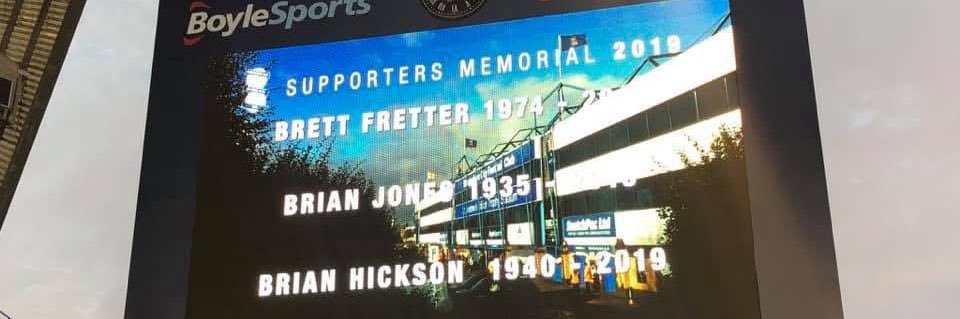 BoyleSports
SUPPORTERS MEMORIAL 2019
BRETT FRETTER 1974 -
BRIAN JONES 1935 -
BRIAN HICKSON 1940 - 2019